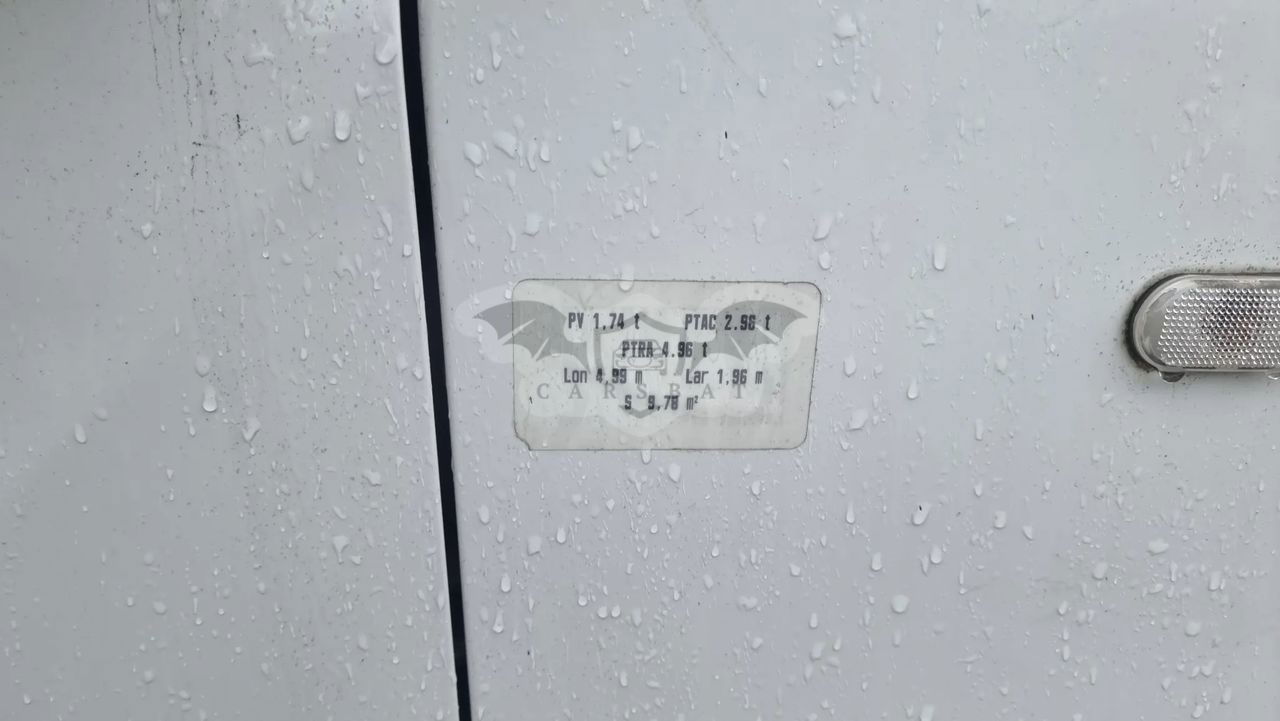 PV 1,74 t PTAC 2.96 t
PTRA 4.96 t
Lon 4,99 m Lar 1,96 m
CARSBAT
S 9,78 m²